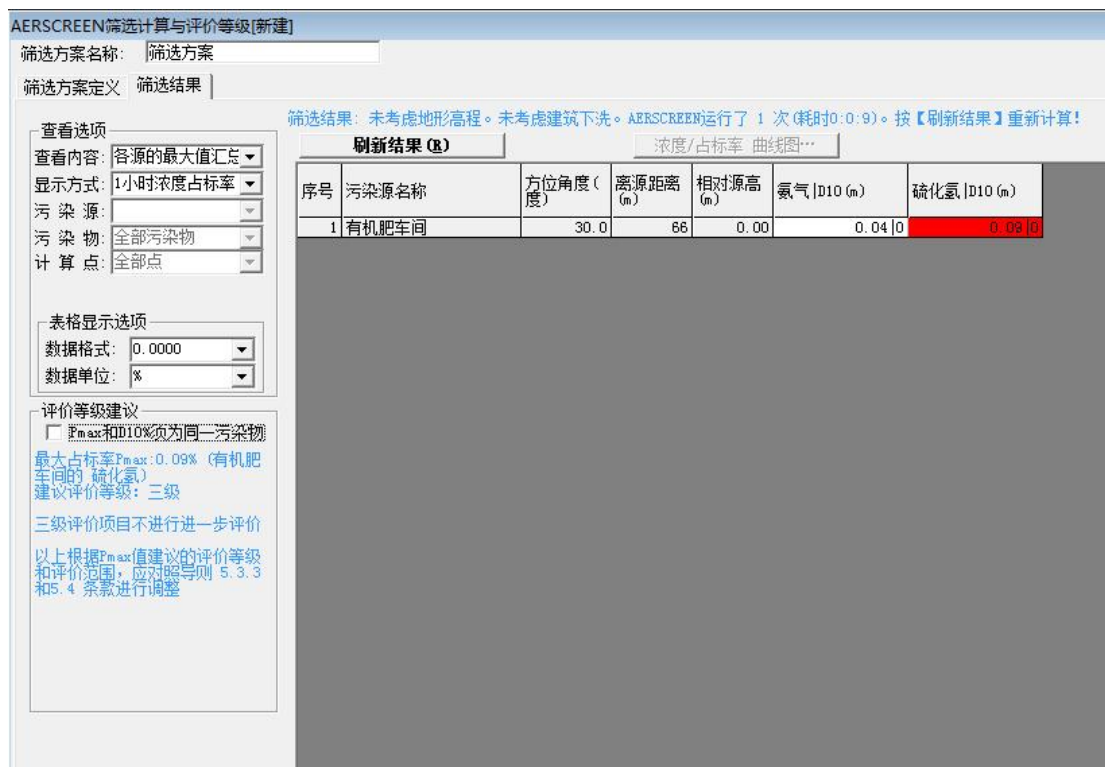 AERSCREEN筛选计算与评价等级[新建]
筛选方案名称: 筛选方案
筛选方案定义 筛选结果
筛选结果: 未考虑地形高程。未考虑建筑下洗。AERSCREEN运行了 1 次(耗时0:0:9)。按【刷新结果】重新计算!
刷新结果(R) 浓度/占标率 曲线图…
查看选项
查看内容: 各源的最大值汇总
显示方式: 1小时浓度占标率
污 染 源:
污 染 物: 全部污染物
计 算 点: 全部点
序号 污染源名称 方位角度(度) 离源距离(m) 相对源高(m) 氨气|D10(m) 硫化氢|D10(m)
1 有机肥车间 30.0 66 0.00 0.04|0 0.09|0
表格显示选项
数据格式: 0.0000
数据单位: %
评价等级建议
Pmax和D10%须为同一污染物
最大占标率Pmax:0.09% (有机肥
车间的 硫化氢)
建议评价等级: 三级
三级评价项目不进行进一步评价
以上根据Pmax值建议的评价等级
和评价范围, 应对照导则 5.3.3
和5.4 条款进行调整